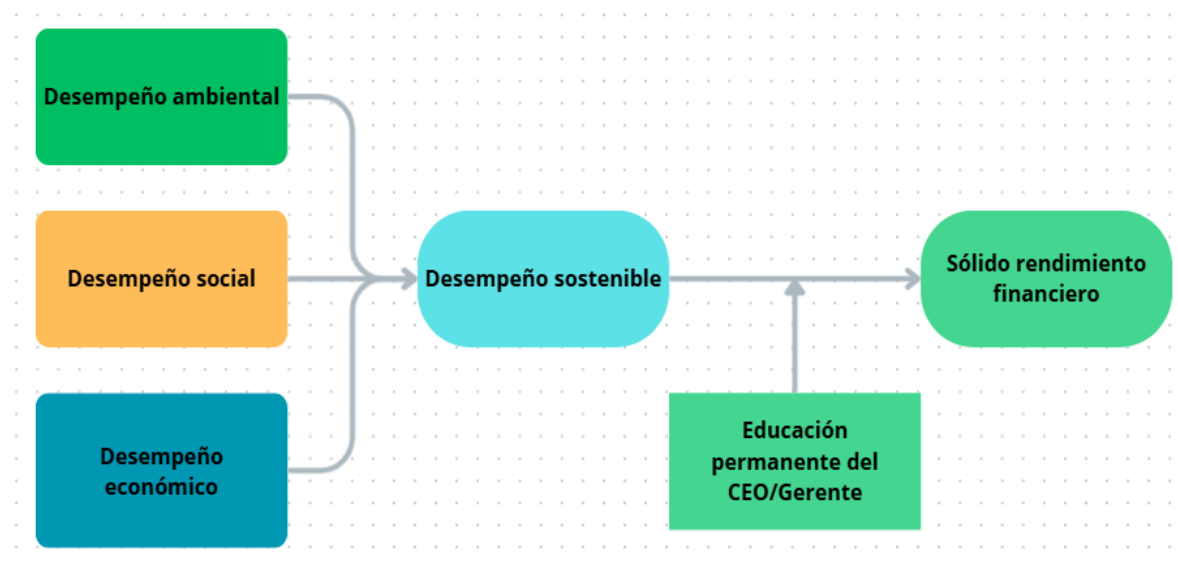 Desempeño ambiental
Desempeño social
Desempeño
económico
Desempeño sostenible
Educación
permanente del
CEO/Gerente
Sólido rendimiento
financiero